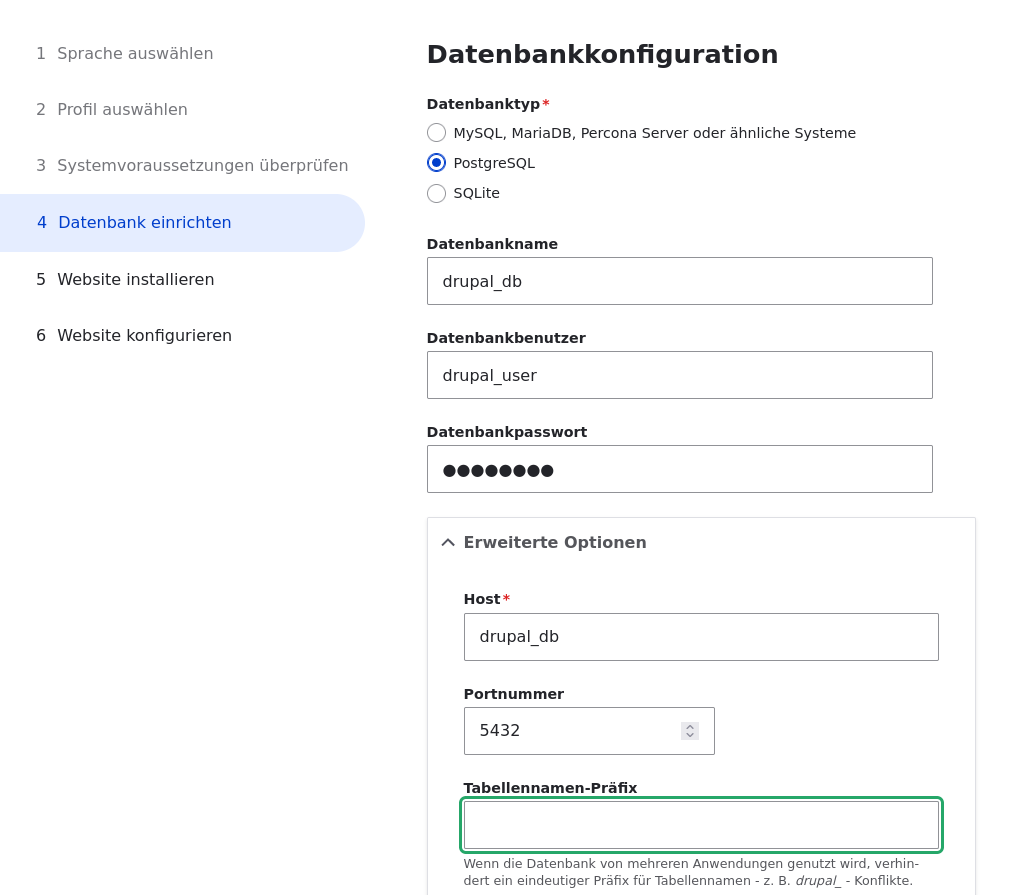 1 Sprache auswählen
2 Profil auswählen
3 Systemvoraussetzungen überprüfen
4 Datenbank einrichten
5 Website installieren
6 Website konfigurieren
Datenbankkonfiguration
Datenbanktyp*
MySQL, MariaDB, Percona Server oder ähnliche Systeme
PostgreSQL
SQLite
Datenbankname
drupal_db
Datenbankbenutzer
drupal_user
Datenbankpasswort
●●●●●●●●
Erweiterte Optionen
Host*
drupal_db
Portnummer
5432
Tabellennamen-Präfix
Wenn die Datenbank von mehreren Anwendungen genutzt wird, verhin-
dert ein eindeutiger Präfix für Tabellennamen - z. B. drupal_ - Konflikte.